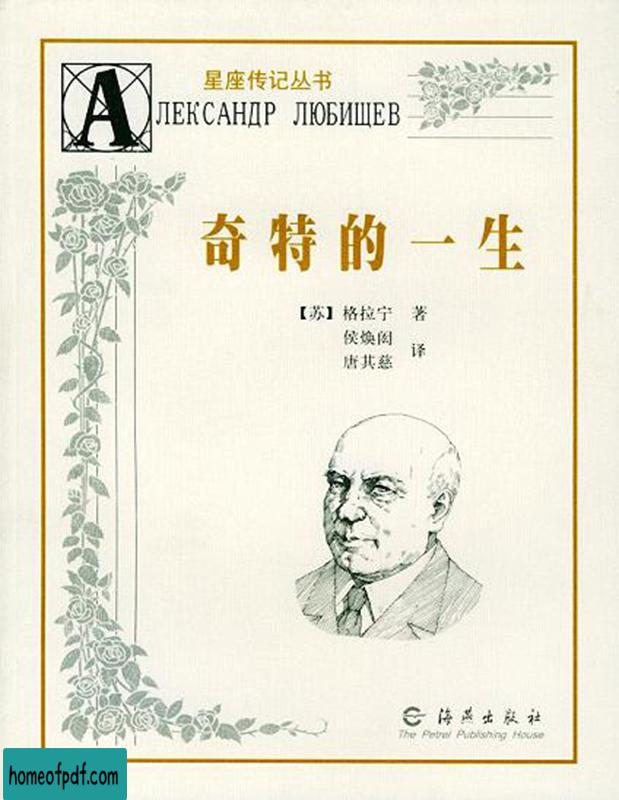 星座传记丛书
АЛЕКСАНДР ЛЮБИЩЕВ
奇特的一生
【苏】格拉宁 著
侯焕闳
唐其慈 译
海燕出版社
The Petrel Publishing House
homeofpdf.com